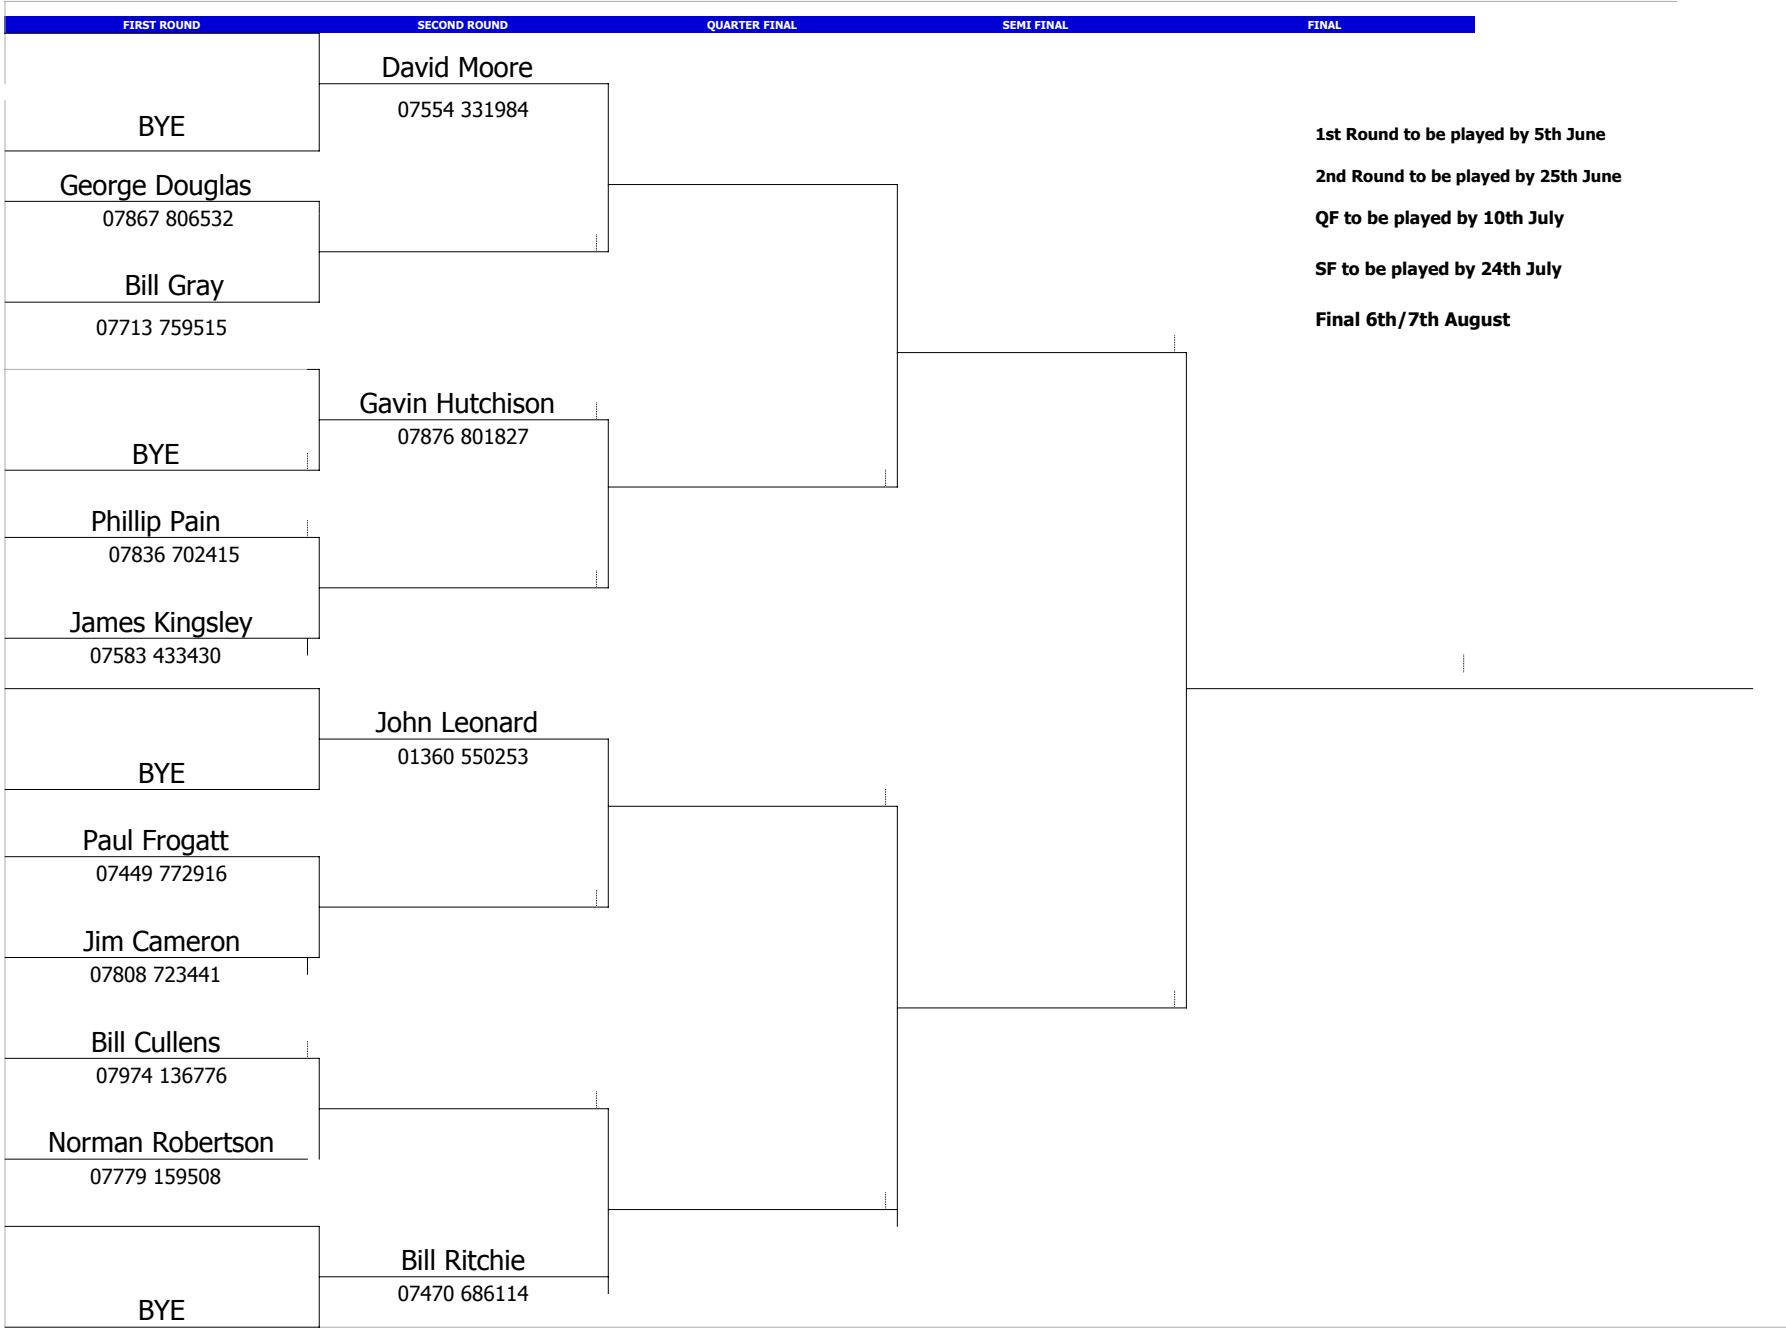 FIRST ROUND SECOND ROUND QUARTER FINAL SEMI FINAL FINAL
David Moore
07554 331984
BYE
1st Round to be played by 5th June
George Douglas
2nd Round to be played by 25th June
07867 806532
QF to be played by 10th July
SF to be played by 24th July
Bill Gray
07713 759515
Final 6th/7th August
Gavin Hutchison
07876 801827
BYE
Phillip Pain
07836 702415
James Kingsley
07583 433430
John Leonard
01360 550253
BYE
Paul Frogatt
07449 772916
Jim Cameron
07808 723441
Bill Cullens
07974 136776
Norman Robertson
07779 159508
Bill Ritchie
07470 686114
BYE